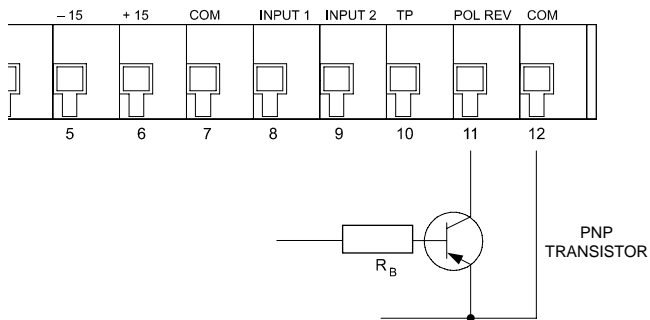 – 15 + 15 COM INPUT 1 INPUT 2 TP POL REV COM
5 6 7 8 9 10 11 12
PNP
TRANSISTOR
R B